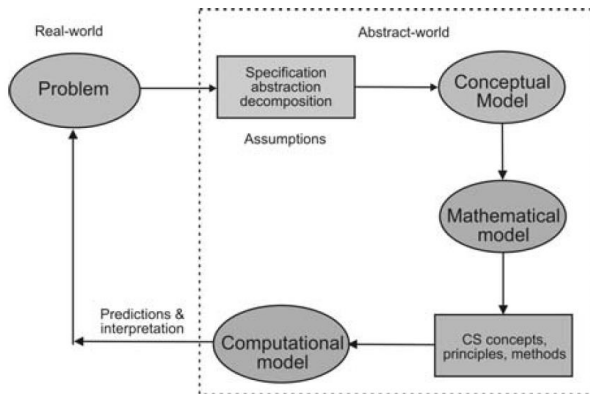 Real-world
Abstract-world
Problem
Specification
abstraction
decomposition
Conceptual
Model
Assumptions
Mathematical
model
Predictions &
interpretation
Computational
model
CS concepts,
principles, methods